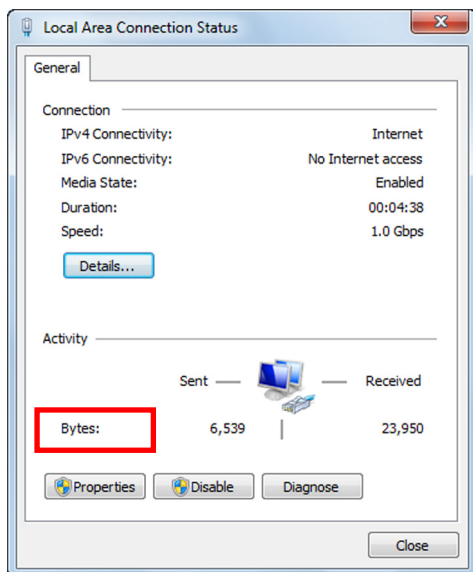 Local Area Connection Status
General
Connection
IPv4 Connectivity: Internet
IPv6 Connectivity: No Internet access
Media State: Enabled
Duration: 00:04:38
Speed: 1.0 Gbps
Details...
Activity
Sent Received
Bytes: 6,539 23,950
Properties Disable Diagnose
Close